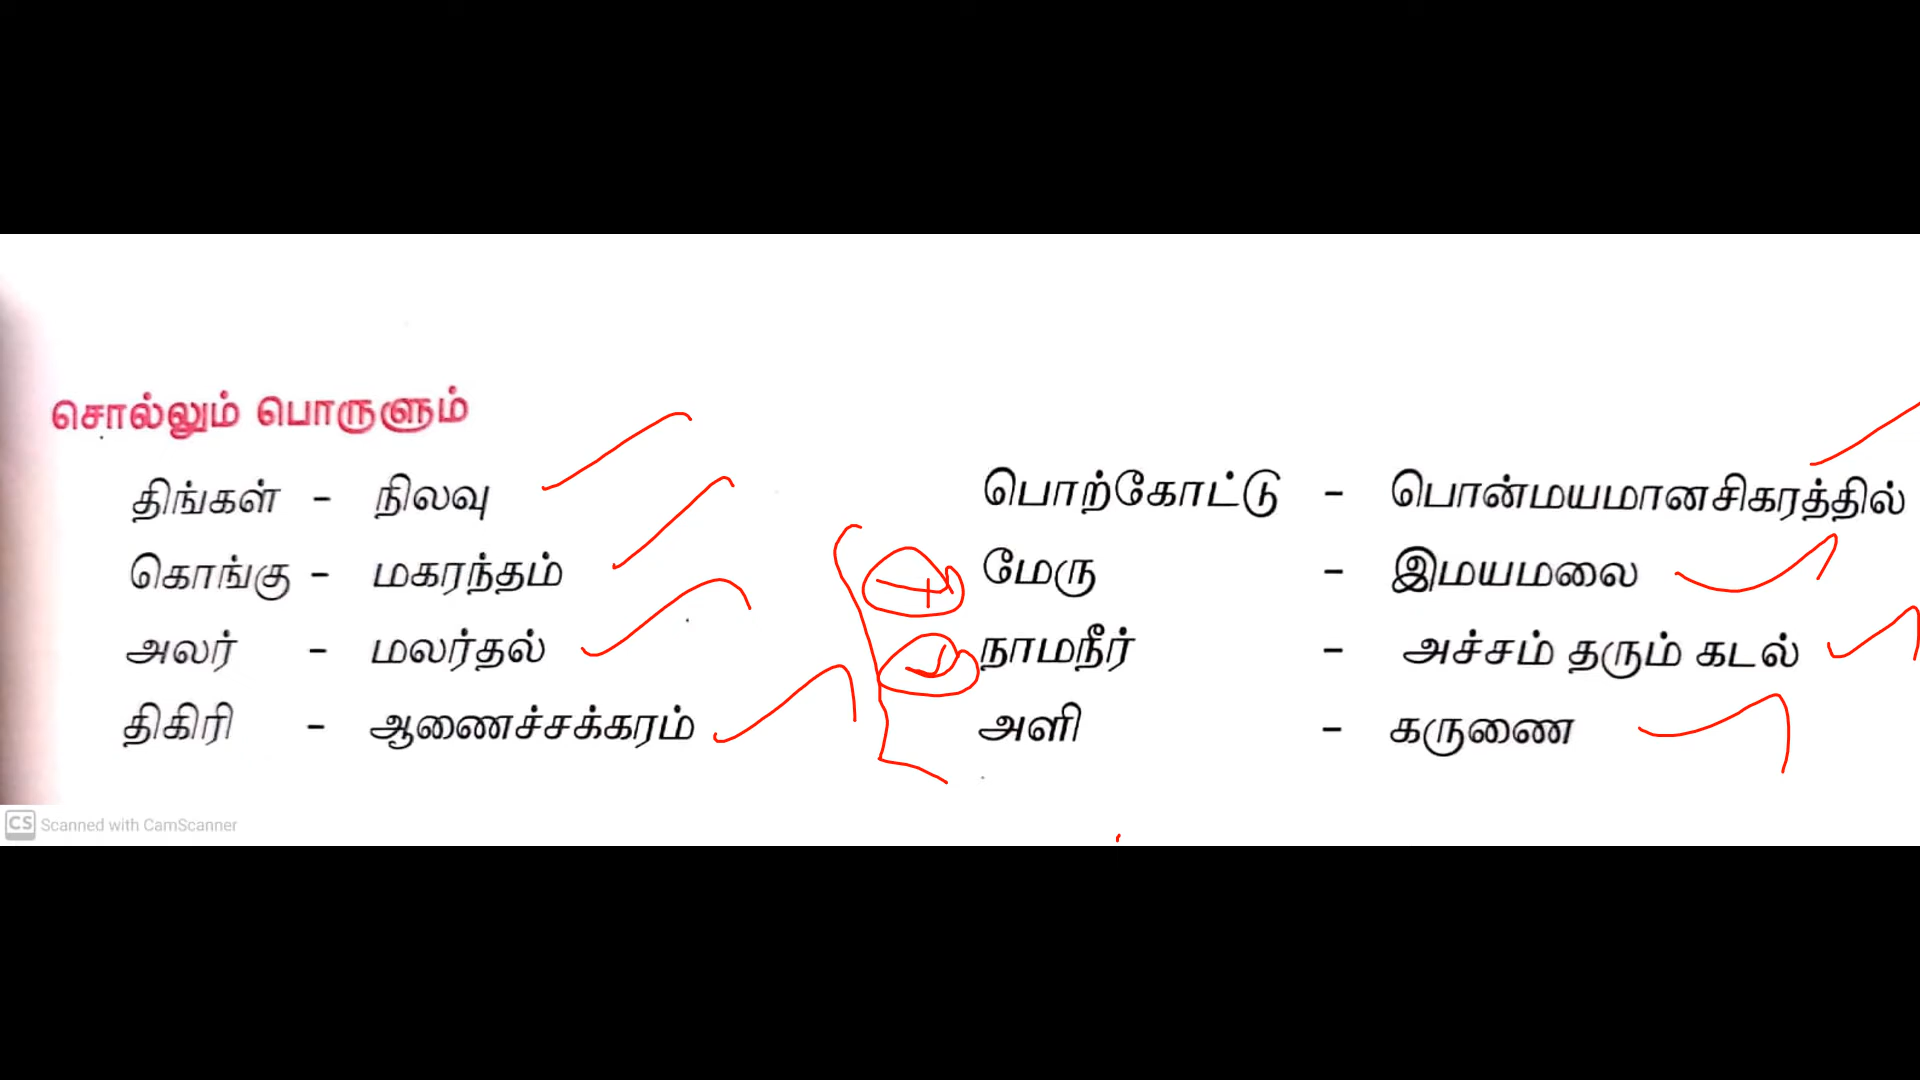 சொல்லும் பொருளும்
திங்கள் – நிலவு
கொங்கு – மகரந்தம்
அலர் – மலர்தல்
திகிரி – ஆணைச்சக்கரம்
பொற்கோட்டு – பொன்மயமானசிகரத்தில்
மேரு – இமயமலை
நாமநீர் – அச்சம் தரும் கடல்
அளி – கருணை
CS Scanned with CamScanner